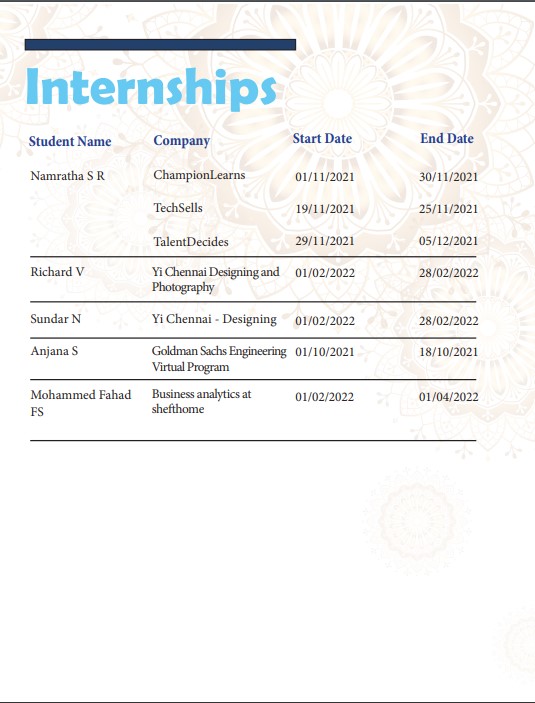 Internships
Student Name Company Start Date End Date
Namratha S R ChampionLearns 01/11/2021 30/11/2021
TechSells 19/11/2021 25/11/2021
TalentDecides 29/11/2021 05/12/2021
Richard V Yi Chennai Designing and 01/02/2022 28/02/2022
Photography
Sundar N Yi Chennai - Designing 01/02/2022 28/02/2022
Anjana S Goldman Sachs Engineering 01/10/2021 18/10/2021
Virtual Program
Mohammed Fahad Business analytics at 01/02/2022 01/04/2022
FS shefthome